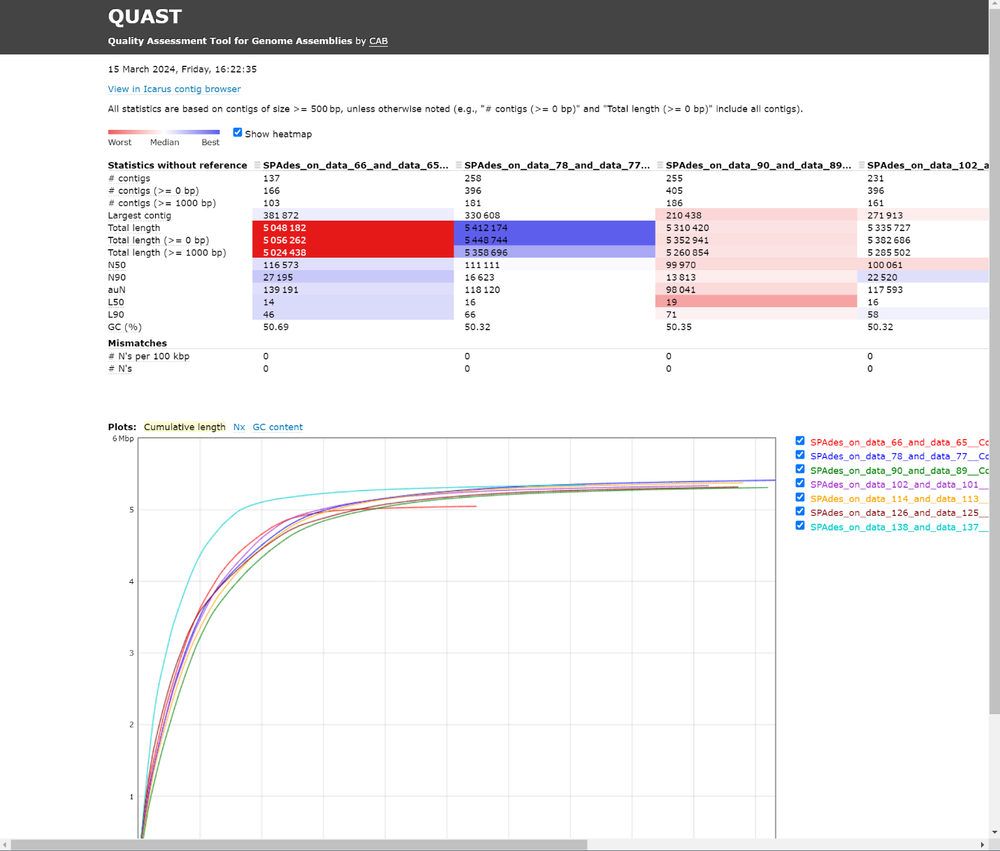 QUAST
Quality Assessment Tool for Genome Assemblies by CAB
15 March 2024, Friday, 16:22:35
View in Icarus contig browser
All statistics are based on contigs of size >= 500 bp, unless otherwise noted (e.g., "# contigs (>= 0 bp)" and "Total length (>= 0 bp)" include all contigs).
Worst Median Best Show heatmap
Statistics without reference SPAdes_on_data_66_and_data_65... SPAdes_on_data_78_and_data_77... SPAdes_on_data_90_and_data_89... SPAdes_on_data_102_a
# contigs 137 258 255 231
# contigs (>= 0 bp) 166 396 405 396
# contigs (>= 1000 bp) 103 181 186 161
Largest contig 381 872 330 608 210 438 271 913
Total length 5 048 182 5 412 174 5 310 420 5 335 727
Total length (>= 0 bp) 5 056 262 5 448 744 5 352 941 5 382 686
Total length (>= 1000 bp) 5 024 438 5 358 696 5 260 854 5 285 502
N50 116 573 111 111 99 970 100 061
N90 27 195 16 623 13 813 22 520
auN 139 191 118 120 98 041 117 593
L50 14 16 19 16
L90 46 66 71 58
GC (%) 50.69 50.32 50.35 50.32
Mismatches
# N's per 100 kbp 0 0 0 0
# N's 0 0 0 0
Plots: Cumulative length Nx GC content
6 Mbp
5
4
3
2
1
SPAdes_on_data_66_and_data_65__Co
SPAdes_on_data_78_and_data_77__Co
SPAdes_on_data_90_and_data_89__Co
SPAdes_on_data_102_and_data_101__
SPAdes_on_data_114_and_data_113__
SPAdes_on_data_126_and_data_125__
SPAdes_on_data_138_and_data_137__